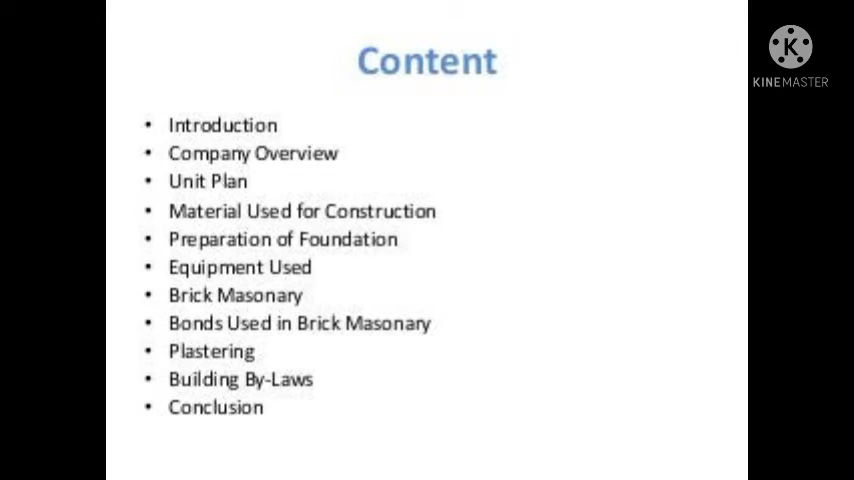 Content
K
KINEMASTER
• Introduction
• Company Overview
• Unit Plan
• Material Used for Construction
• Preparation of Foundation
• Equipment Used
• Brick Masonary
• Bonds Used in Brick Masonary
• Plastering
• Building By-Laws
• Conclusion